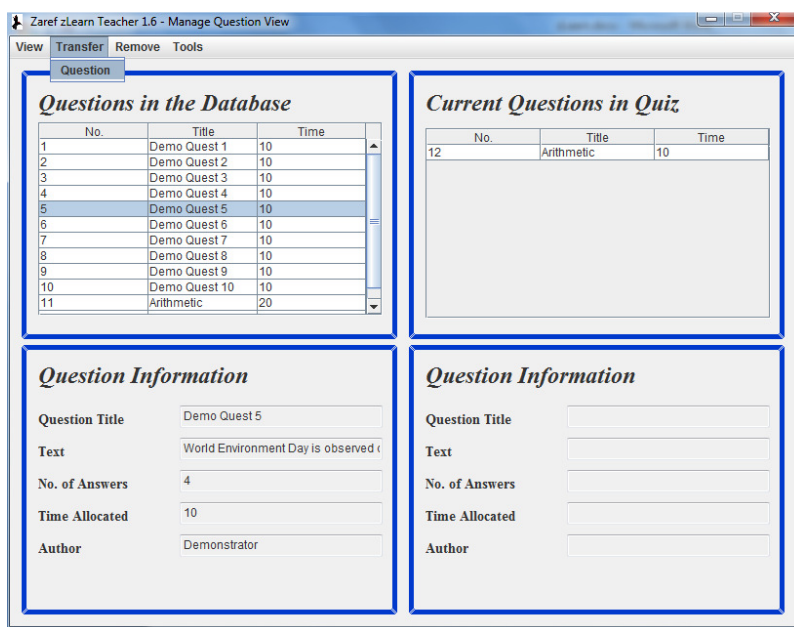 Zaref zLearn Teacher 1.6 - Manage Question View
View Transfer Remove Tools
Question
Questions in the Database
No. Title Time
1 Demo Quest 1 10
2 Demo Quest 2 10
3 Demo Quest 3 10
4 Demo Quest 4 10
5 Demo Quest 5 10
6 Demo Quest 6 10
7 Demo Quest 7 10
8 Demo Quest 8 10
9 Demo Quest 9 10
10 Demo Quest 10 10
11 Arithmetic 20
Current Questions in Quiz
No. Title Time
12 Arithmetic 10
Question Information
Question Title Demo Quest 5
Text World Environment Day is observed
No. of Answers 4
Time Allocated 10
Author Demonstrator
Question Information
Question Title
Text
No. of Answers
Time Allocated
Author